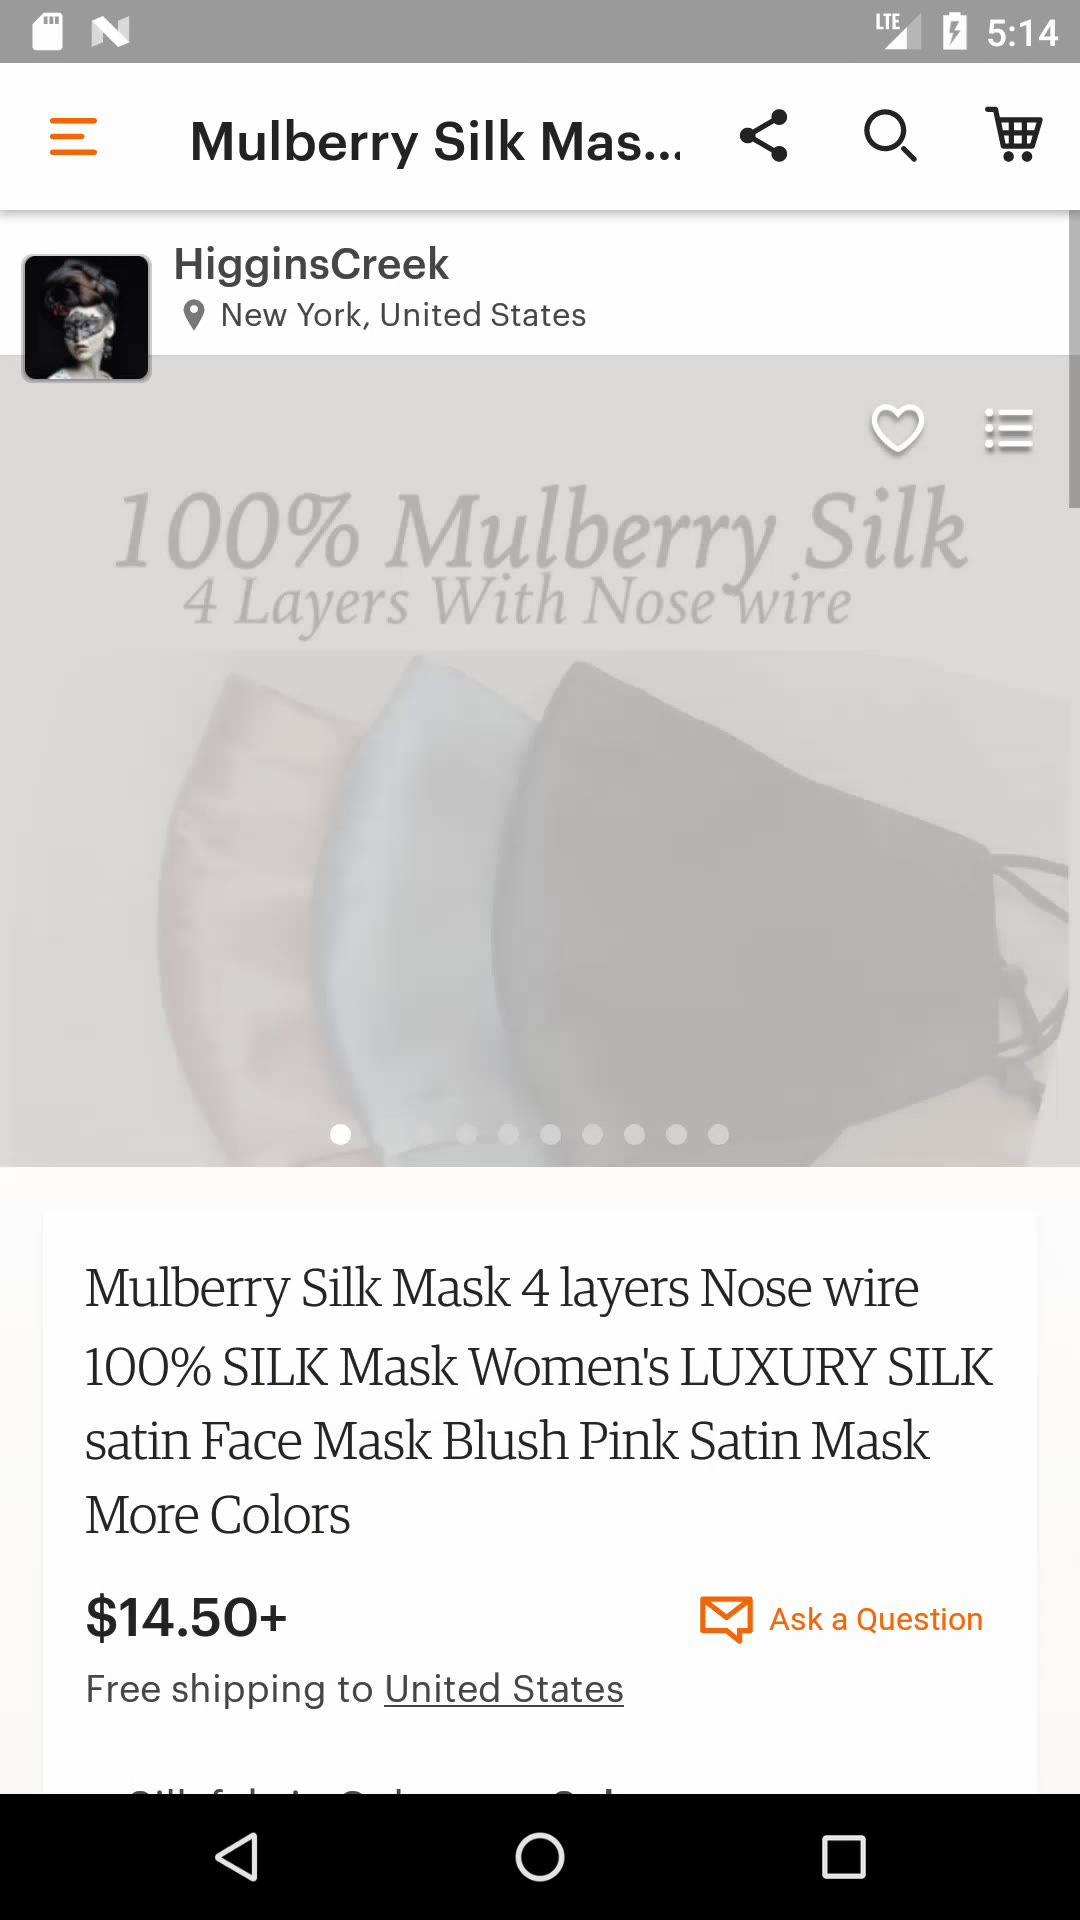 LTE 5:14
Mulberry Silk Mas...
HigginsCreek
New York, United States
100% Mulberry Silk
4 Layers With Nose wire
Mulberry Silk Mask 4 layers Nose wire
100% SILK Mask Women's LUXURY SILK
satin Face Mask Blush Pink Satin Mask
More Colors
$14.50+
Ask a Question
Free shipping to United States